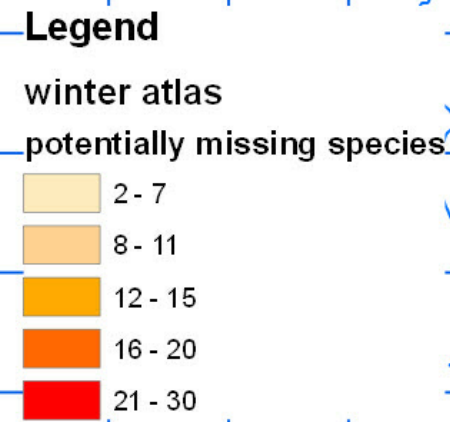 Legend
winter atlas
potentially missing species
2 - 7
8 - 11
12 - 15
16 - 20
21 - 30